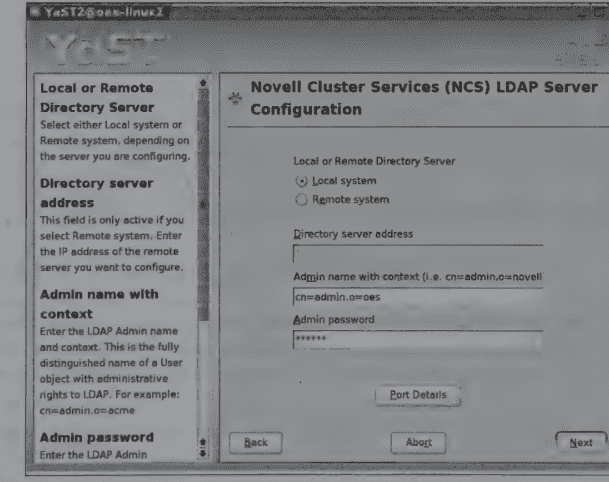 YaST2@oes-linux2
YaST
Local or Remote
Directory Server
Select either Local system or
Remote system, depending on
the server you are configuring.
Directory server
address
This field is only active if you
select Remote system. Enter
the IP address of the remote
server you want to configure.
Admin name with
context
Enter the LDAP Admin name
and context. This is the fully
distinguished name of a User
object with administrative
rights to LDAP. For example:
cn=admin,o=acme
Admin password
Enter the LDAP Admin
Novell Cluster Services (NCS) LDAP Server
Configuration
Local or Remote Directory Server
Local system
Remote system
Directory server address
Admin name with context (i.e. cn=admin,o=novell
cn=admin,o=oes
Admin password
******
Port Details
Back
Abort
Next